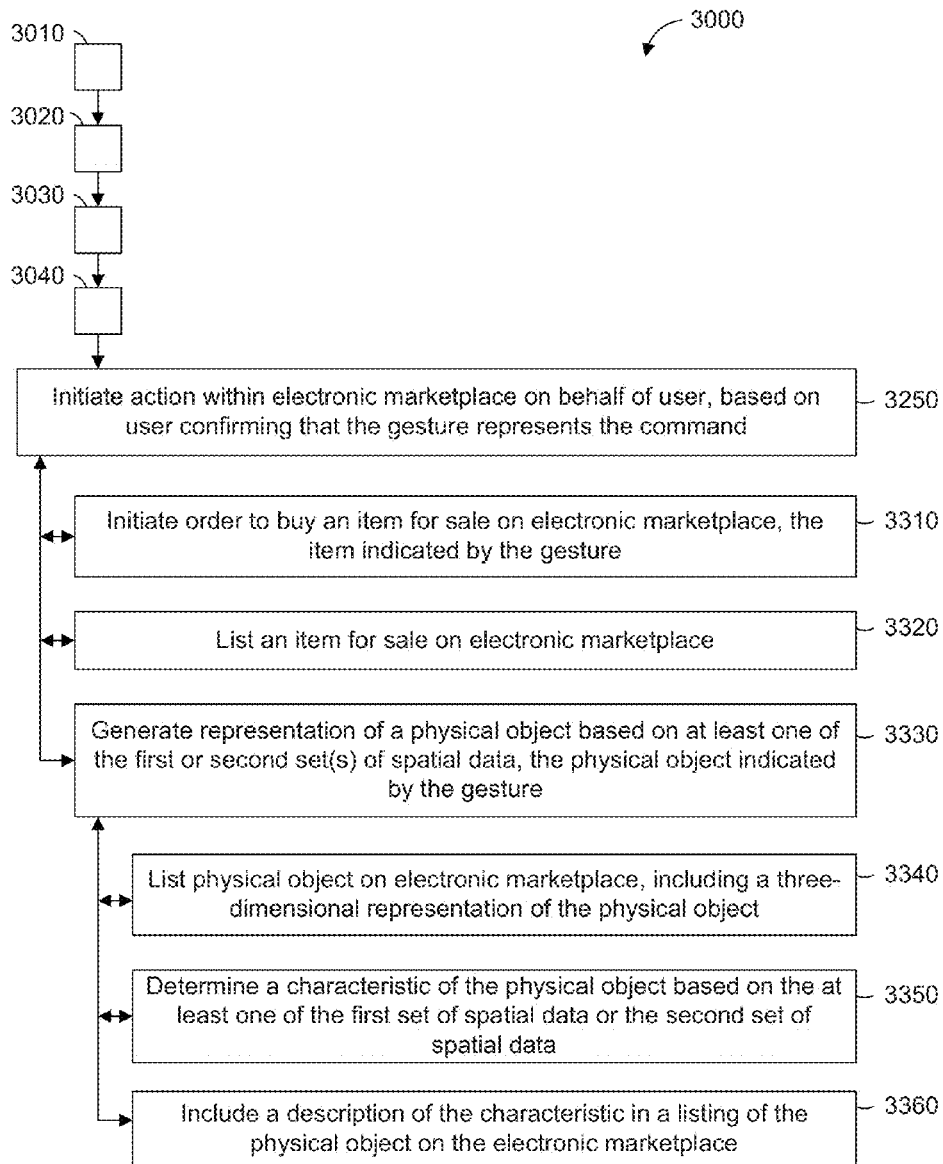 3000
3010
3020
3030
3040
Initiate action within electronic marketplace on behalf of user, based on
user confirming that the gesture represents the command
3250
Initiate order to buy an item for sale on electronic marketplace, the
item indicated by the gesture
3310
List an item for sale on electronic marketplace
3320
Generate representation of a physical object based on at least one of
the first or second set(s) of spatial data, the physical object indicated
by the gesture
3330
List physical object on electronic marketplace, including a three-
dimensional representation of the physical object
3340
Determine a characteristic of the physical object based on the at
least one of the first set of spatial data or the second set of
spatial data
3350
Include a description of the characteristic in a listing of the
physical object on the electronic marketplace
3360